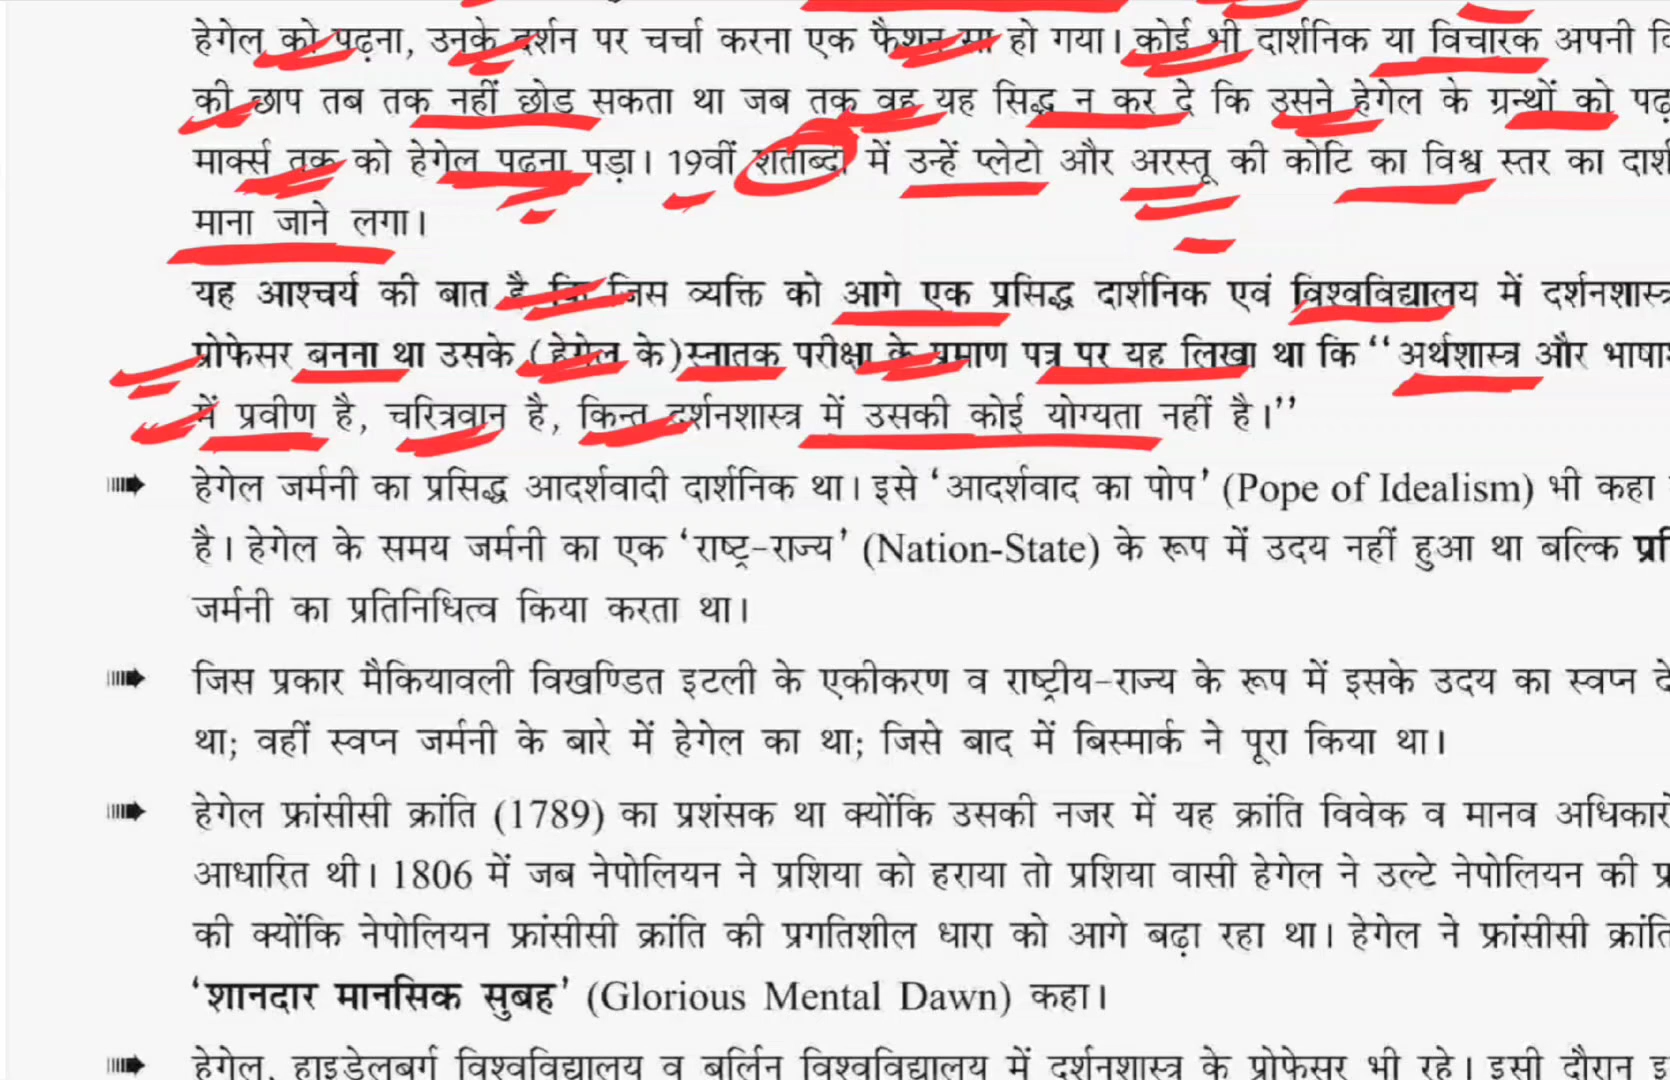 हेगेल को पढ़ना, उनके दर्शन पर चर्चा करना एक फैशन सा हो गया। कोई भी दार्शनिक या विचारक अपनी
की छाप तब तक नहीं छोड सकता था जब तक वह यह सिद्ध न कर दे कि उसने हेगेल के ग्रन्थों को
मार्क्स तक को हेगेल पढना पड़ा। 19वीं शताब्दी में उन्हें प्लेटो और अरस्तू की कोटि का विश्व स्तर का
माना जाने लगा।
यह आश्चर्य की बात है कि जिस व्यक्ति को आगे एक प्रसिद्ध दार्शनिक एवं विश्वविद्यालय में दर्शनशास्त्र
प्रोफेसर बनना था उसके (हेगेल के) स्नातक परीक्षा के प्रमाण पत्र पर यह लिखा था कि “अर्थशास्त्र और
में प्रवीण है, चरित्रवान है, किन्तु दर्शनशास्त्र में उसकी कोई योग्यता नहीं है।”
हेगेल जर्मनी का प्रसिद्ध आदर्शवादी दार्शनिक था। इसे ‘आदर्शवाद का पोप’ (Pope of Idealism) भी कहा
है। हेगेल के समय जर्मनी का एक ‘राष्ट्र-राज्य’ (Nation-State) के रूप में उदय नहीं हुआ था बल्कि
जर्मनी का प्रतिनिधित्व किया करता था।
जिस प्रकार मैकियावली विखण्डित इटली के एकीकरण व राष्ट्रीय-राज्य के रूप में इसके उदय का स्वप्न
था; वहीं स्वप्न जर्मनी के बारे में हेगेल का था; जिसे बाद में बिस्मार्क ने पूरा किया था।
हेगेल फ्रांसीसी क्रांति (1789) का प्रशंसक था क्योंकि उसकी नजर में यह क्रांति विवेक व मानव
आधारित थी। 1806 में जब नेपोलियन ने प्रशिया को हराया तो प्रशिया वासी हेगेल ने उल्टे नेपोलियन की
की क्योंकि नेपोलियन फ्रांसीसी क्रांति की प्रगतिशील धारा को आगे बढ़ा रहा था। हेगेल ने फ्रांसीसी
‘शानदार मानसिक सुबह’ (Glorious Mental Dawn) कहा।
हेगेल, हाइडेलबर्ग विश्वविद्यालय व बर्लिन विश्वविद्यालय में दर्शनशास्त्र के प्रोफेसर भी रहे। इसी दौरान